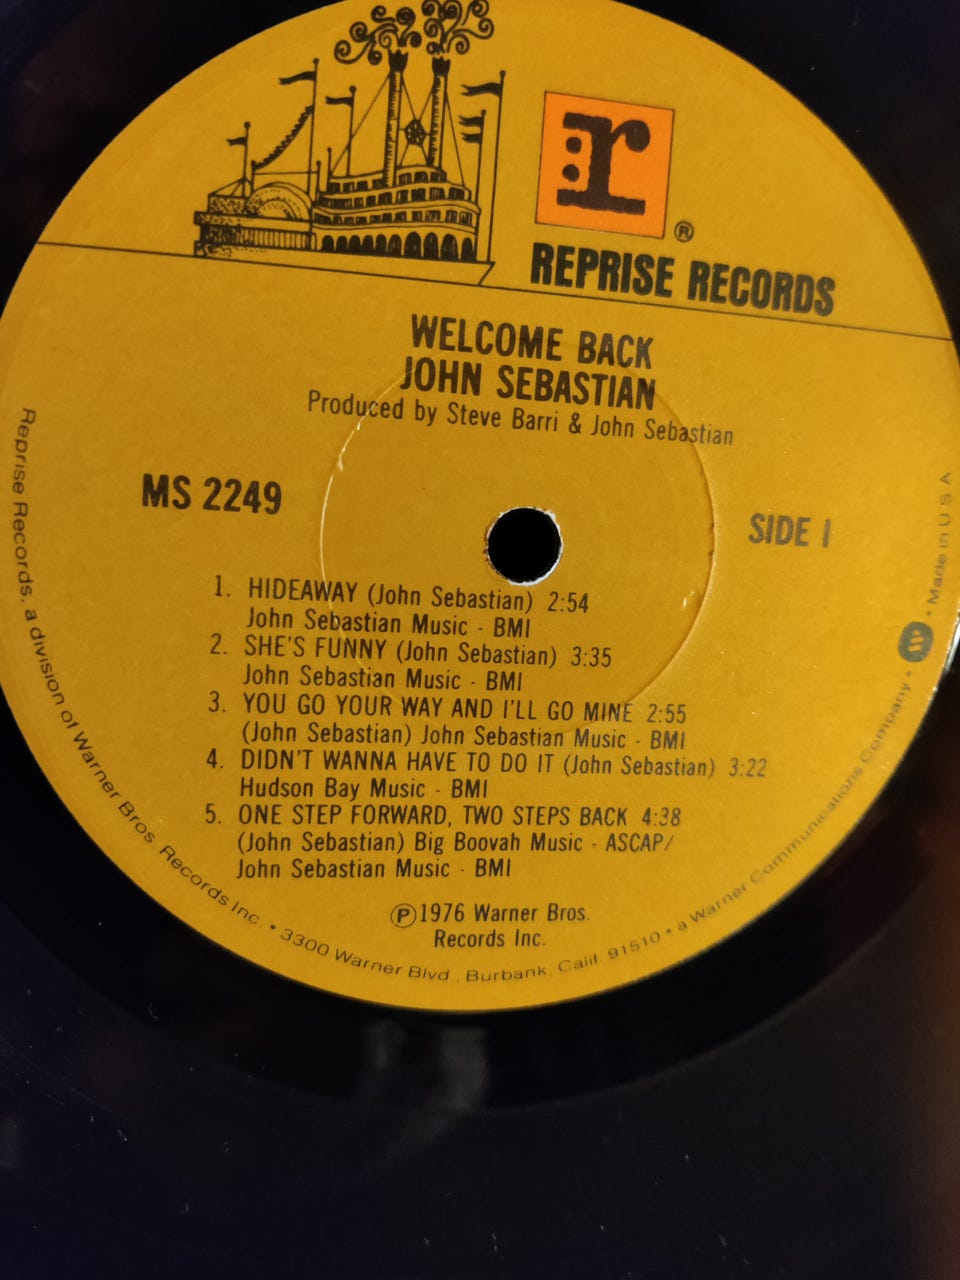 r
®
REPRISE RECORDS
WELCOME BACK
JOHN SEBASTIAN
Produced by Steve Barri & John Sebastian
MS 2249
SIDE 1
1. HIDEAWAY (John Sebastian) 2:54
John Sebastian Music - BMI
2. SHE'S FUNNY (John Sebastian) 3:35
John Sebastian Music - BMI
3. YOU GO YOUR WAY AND I'LL GO MINE 2:55
(John Sebastian) John Sebastian Music - BMI
4. DIDN'T WANNA HAVE TO DO IT (John Sebastian) 3:22
Hudson Bay Music - BMI
5. ONE STEP FORWARD, TWO STEPS BACK 4:38
(John Sebastian) Big Boovah Music - ASCAP/
John Sebastian Music - BMI
℗1976 Warner Bros.
Records Inc.
Reprise Records, a division of Warner Bros. Records Inc. • 3300 Warner Blvd., Burbank, Calif. 91510 • a Warner Communications Company • W • Made in U S A